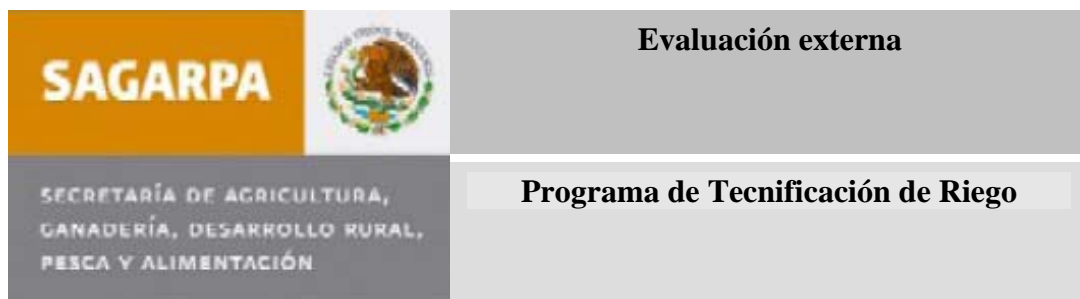 SAGARPA
SECRETARÍA DE AGRICULTURA,
GANADERÍA, DESARROLLO RURAL,
PESCA Y ALIMENTACIÓN
Evaluación externa
Programa de Tecnificación de Riego